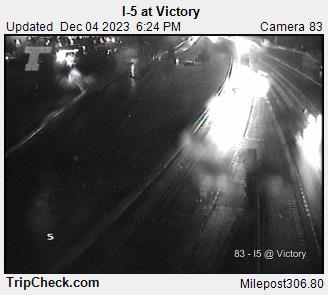 I-5 at Victory
Updated Dec 04 2023 6:24 PM Camera 83
T
S
83 - I5 @ Victory
TripCheck.com Milepost306.80